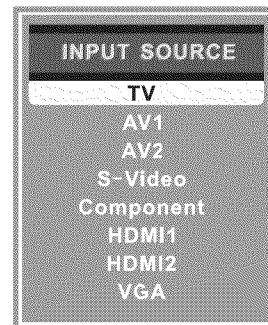 INPUT SOURCE
TV
AV1
AV2
S-Video
Component
HDMI1
HDMI2
VGA